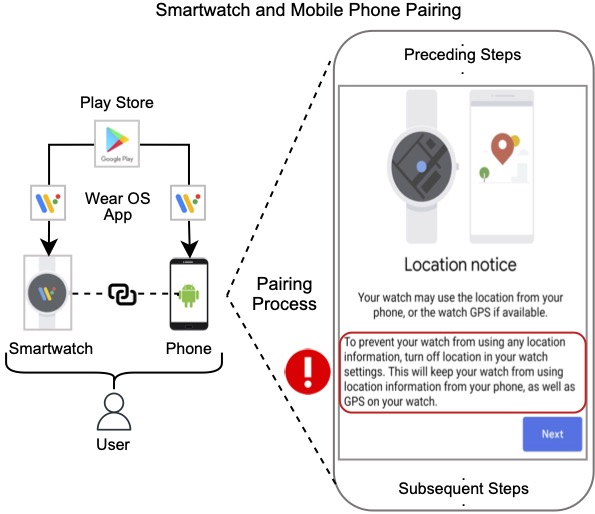 Smartwatch and Mobile Phone Pairing
Preceding Steps
Play Store
Google Play
Wear OS
App
Smartwatch
Phone
User
Pairing
Process
Location notice
Your watch may use the location from your
phone, or the watch GPS if available.
To prevent your watch from using any location
information, turn off location in your watch
settings. This will keep your watch from using
location information from your phone, as well as
GPS on your watch.
Next
Subsequent Steps